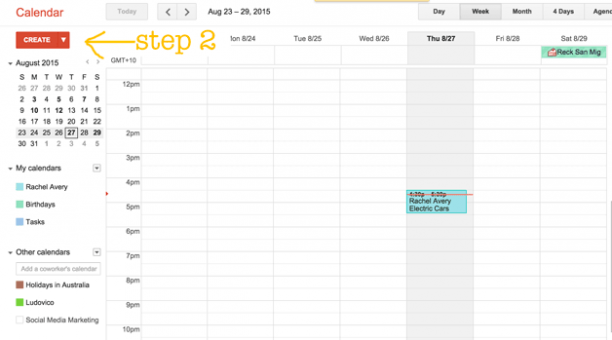 Calendar
Today
Aug 23 – 29, 2015
Day
Week
Month
4 Days
Agen
CREATE
step 2
on 8/24
Tue 8/25
Wed 8/26
Thu 8/27
Fri 8/28
Sat 8/29
GMT+10
Reck San Mig
August 2015
S M T W T F S
26 27 28 29 30 31 1
2 3 4 5 6 7 8
9 10 11 12 13 14 15
16 17 18 19 20 21 22
23 24 25 26 27 28 29
30 31 1 2 3 4 5
12pm
1pm
2pm
3pm
4pm
5pm
6pm
7pm
8pm
9pm
10pm
Rachel Avery
Electric Cars
My calendars
Rachel Avery
Birthdays
Tasks
Other calendars
Add a coworker's calendar
Holidays in Australia
Ludovico
Social Media Marketing